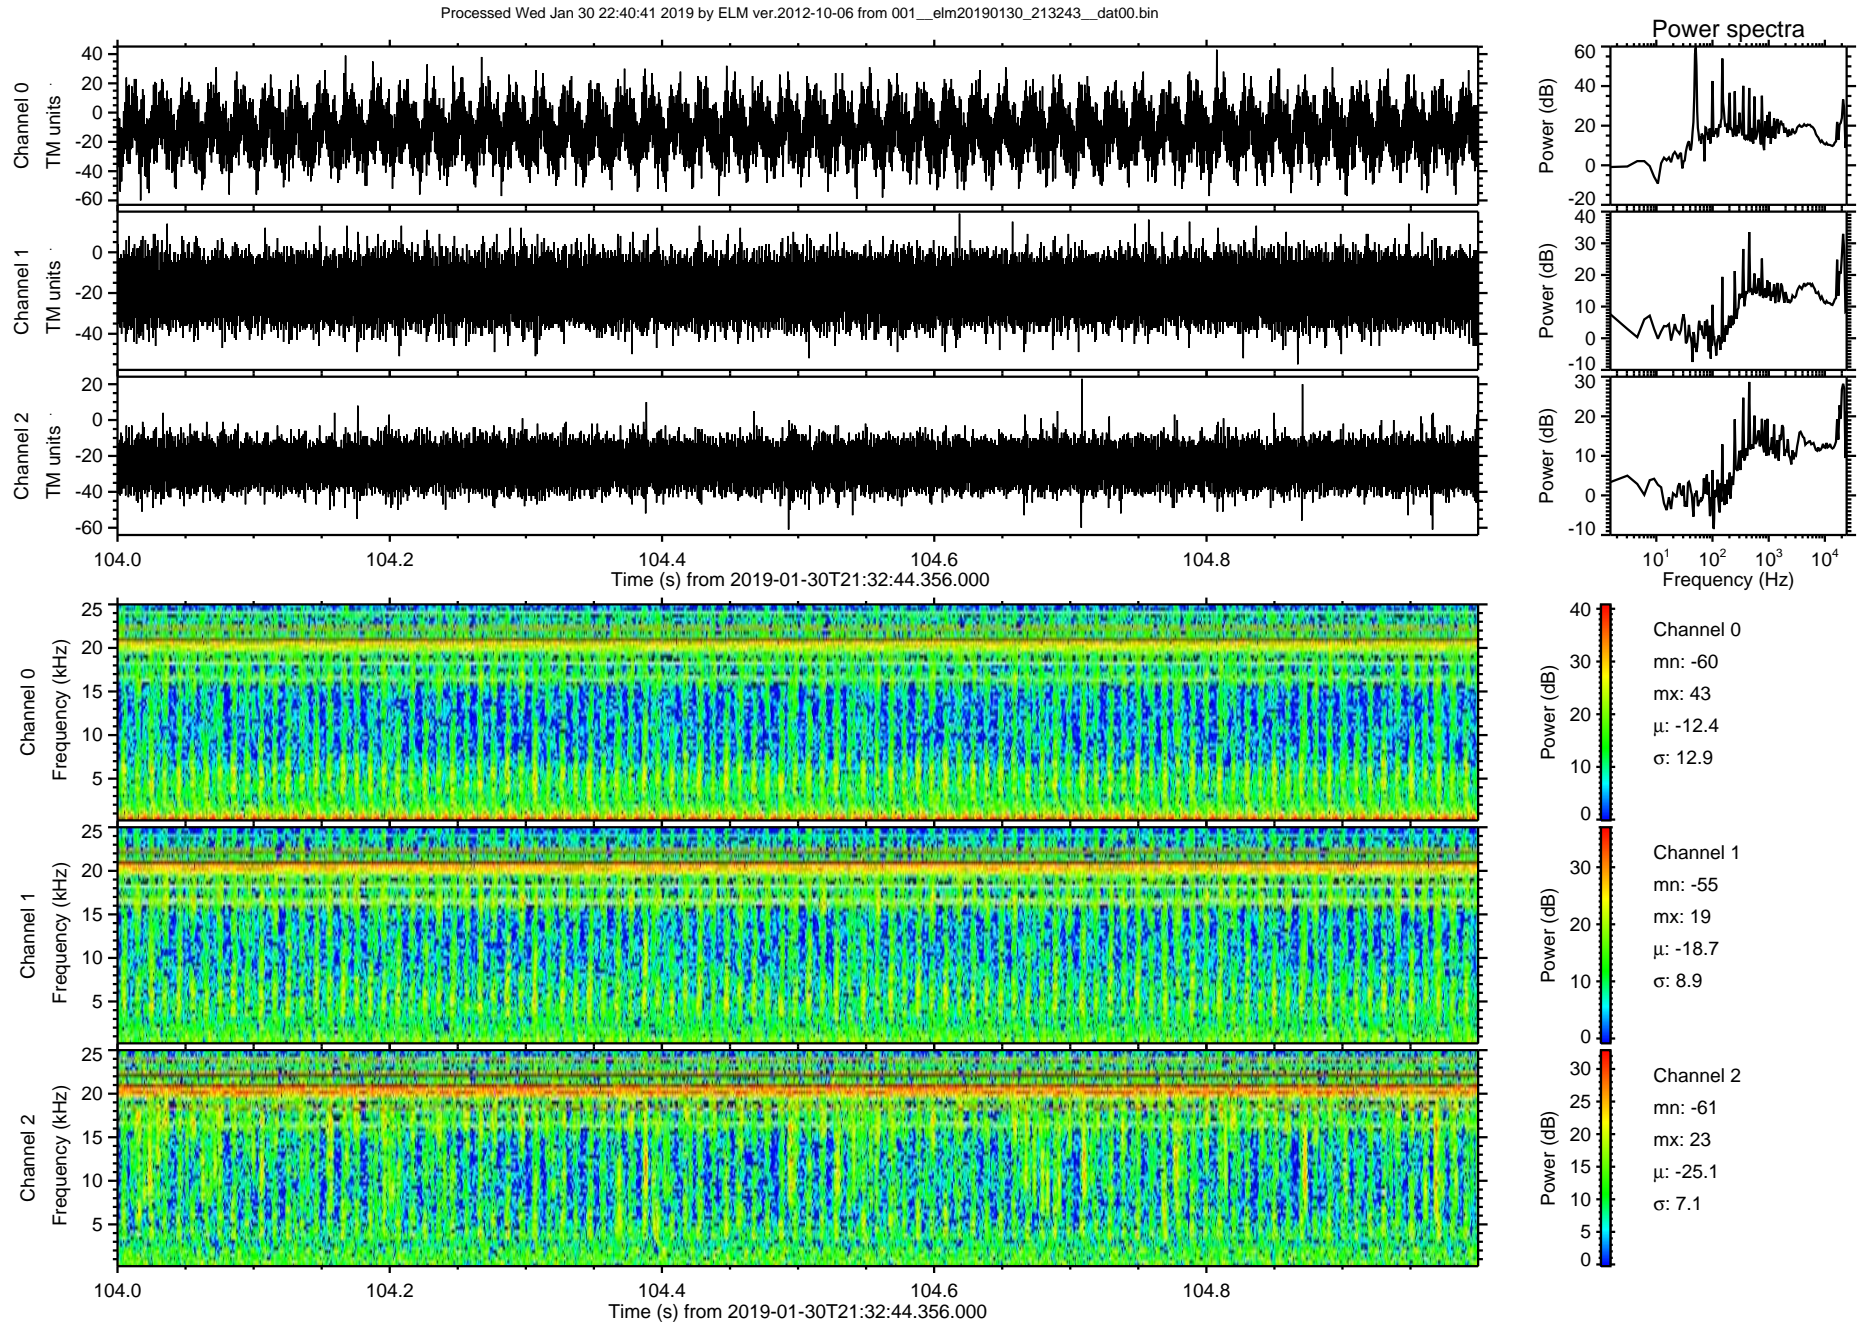 Processed Wed Jan 30 22:40:41 2019 by ELM ver.2012-10-06 from 001__elm20190130_213243__dat00.bin
Power spectra
Channel 0
TM units
40
20
0
-20
-40
-60
Power (dB)
60
40
20
0
-20
Channel 1
TM units
0
-20
-40
Power (dB)
40
30
20
10
0
-10
Channel 2
TM units
20
0
-20
-40
-60
Power (dB)
30
20
10
0
-10
104.0 104.2 104.4 104.6 104.8
Time (s) from 2019-01-30T21:32:44.356.000
10¹ 10² 10³ 10⁴
Frequency (Hz)
Channel 0
Frequency (kHz)
25
20
15
10
5
Power (dB)
40
30
20
10
0
Channel 0
mn: -60
mx: 43
μ: -12.4
σ: 12.9
Channel 1
Frequency (kHz)
25
20
15
10
5
Power (dB)
30
20
10
0
Channel 1
mn: -55
mx: 19
μ: -18.7
σ: 8.9
Channel 2
Frequency (kHz)
25
20
15
10
5
Power (dB)
30
25
20
15
10
5
0
Channel 2
mn: -61
mx: 23
μ: -25.1
σ: 7.1
104.0 104.2 104.4 104.6 104.8
Time (s) from 2019-01-30T21:32:44.356.000